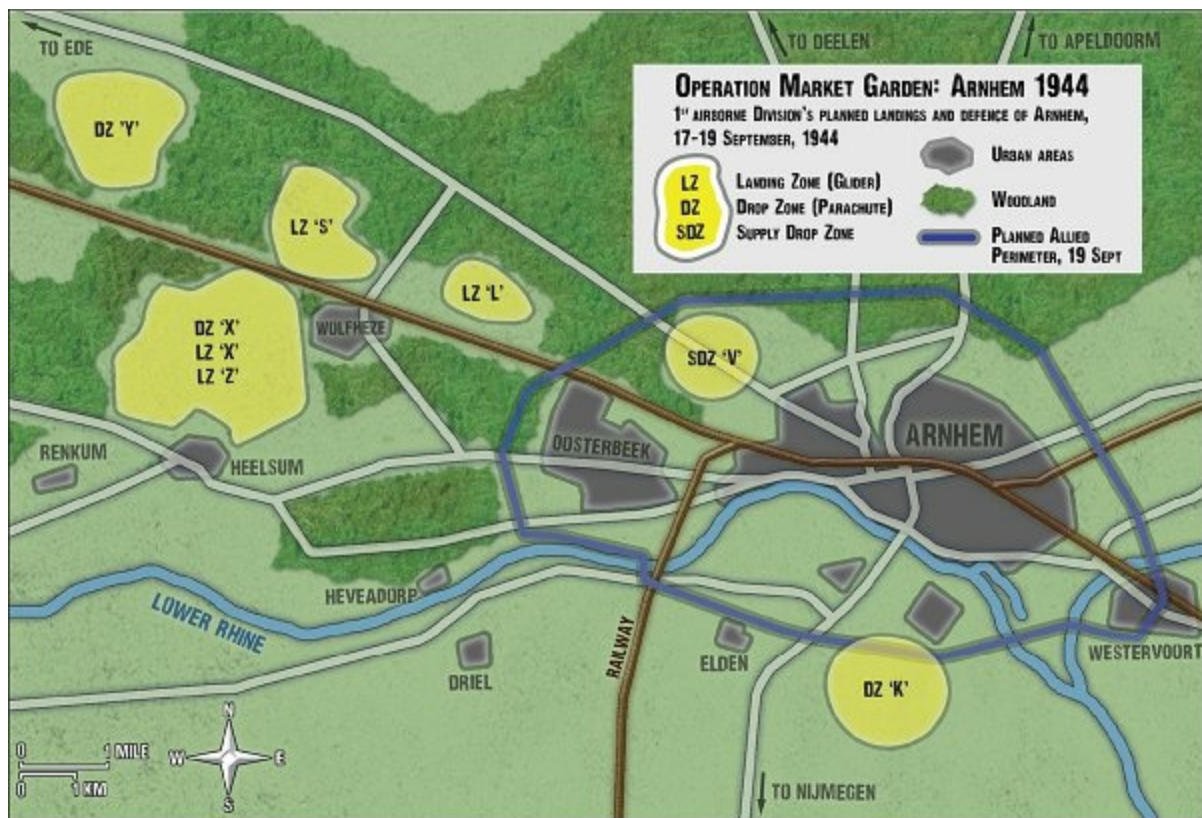 TO EDE
TO DEELEN
TO APELDOORM
OPERATION MARKET GARDEN: ARNHEM 1944
1ST AIRBORNE DIVISION'S PLANNED LANDINGS AND DEFENCE OF ARNHEM,
17-19 SEPTEMBER, 1944
LZ LANDING ZONE (GLIDER)
DZ DROP ZONE (PARACHUTE)
SDZ SUPPLY DROP ZONE
URBAN AREAS
WOODLAND
PLANNED ALLIED
PERIMETER, 19 SEPT
DZ 'Y'
LZ 'S'
LZ 'L'
DZ 'X'
LZ 'X'
LZ 'Z'
WOLFHEZE
SDZ 'V'
OOSTERBEEK
ARNHEM
RENKUM
HEELSUM
HEVEADORP
LOWER RHINE
DRIEL
RAILWAY
ELDEN
WESTERVOORT
DZ 'K'
N
W E
S
0 1 MILE
0 1 KM
TO NIJMEGEN